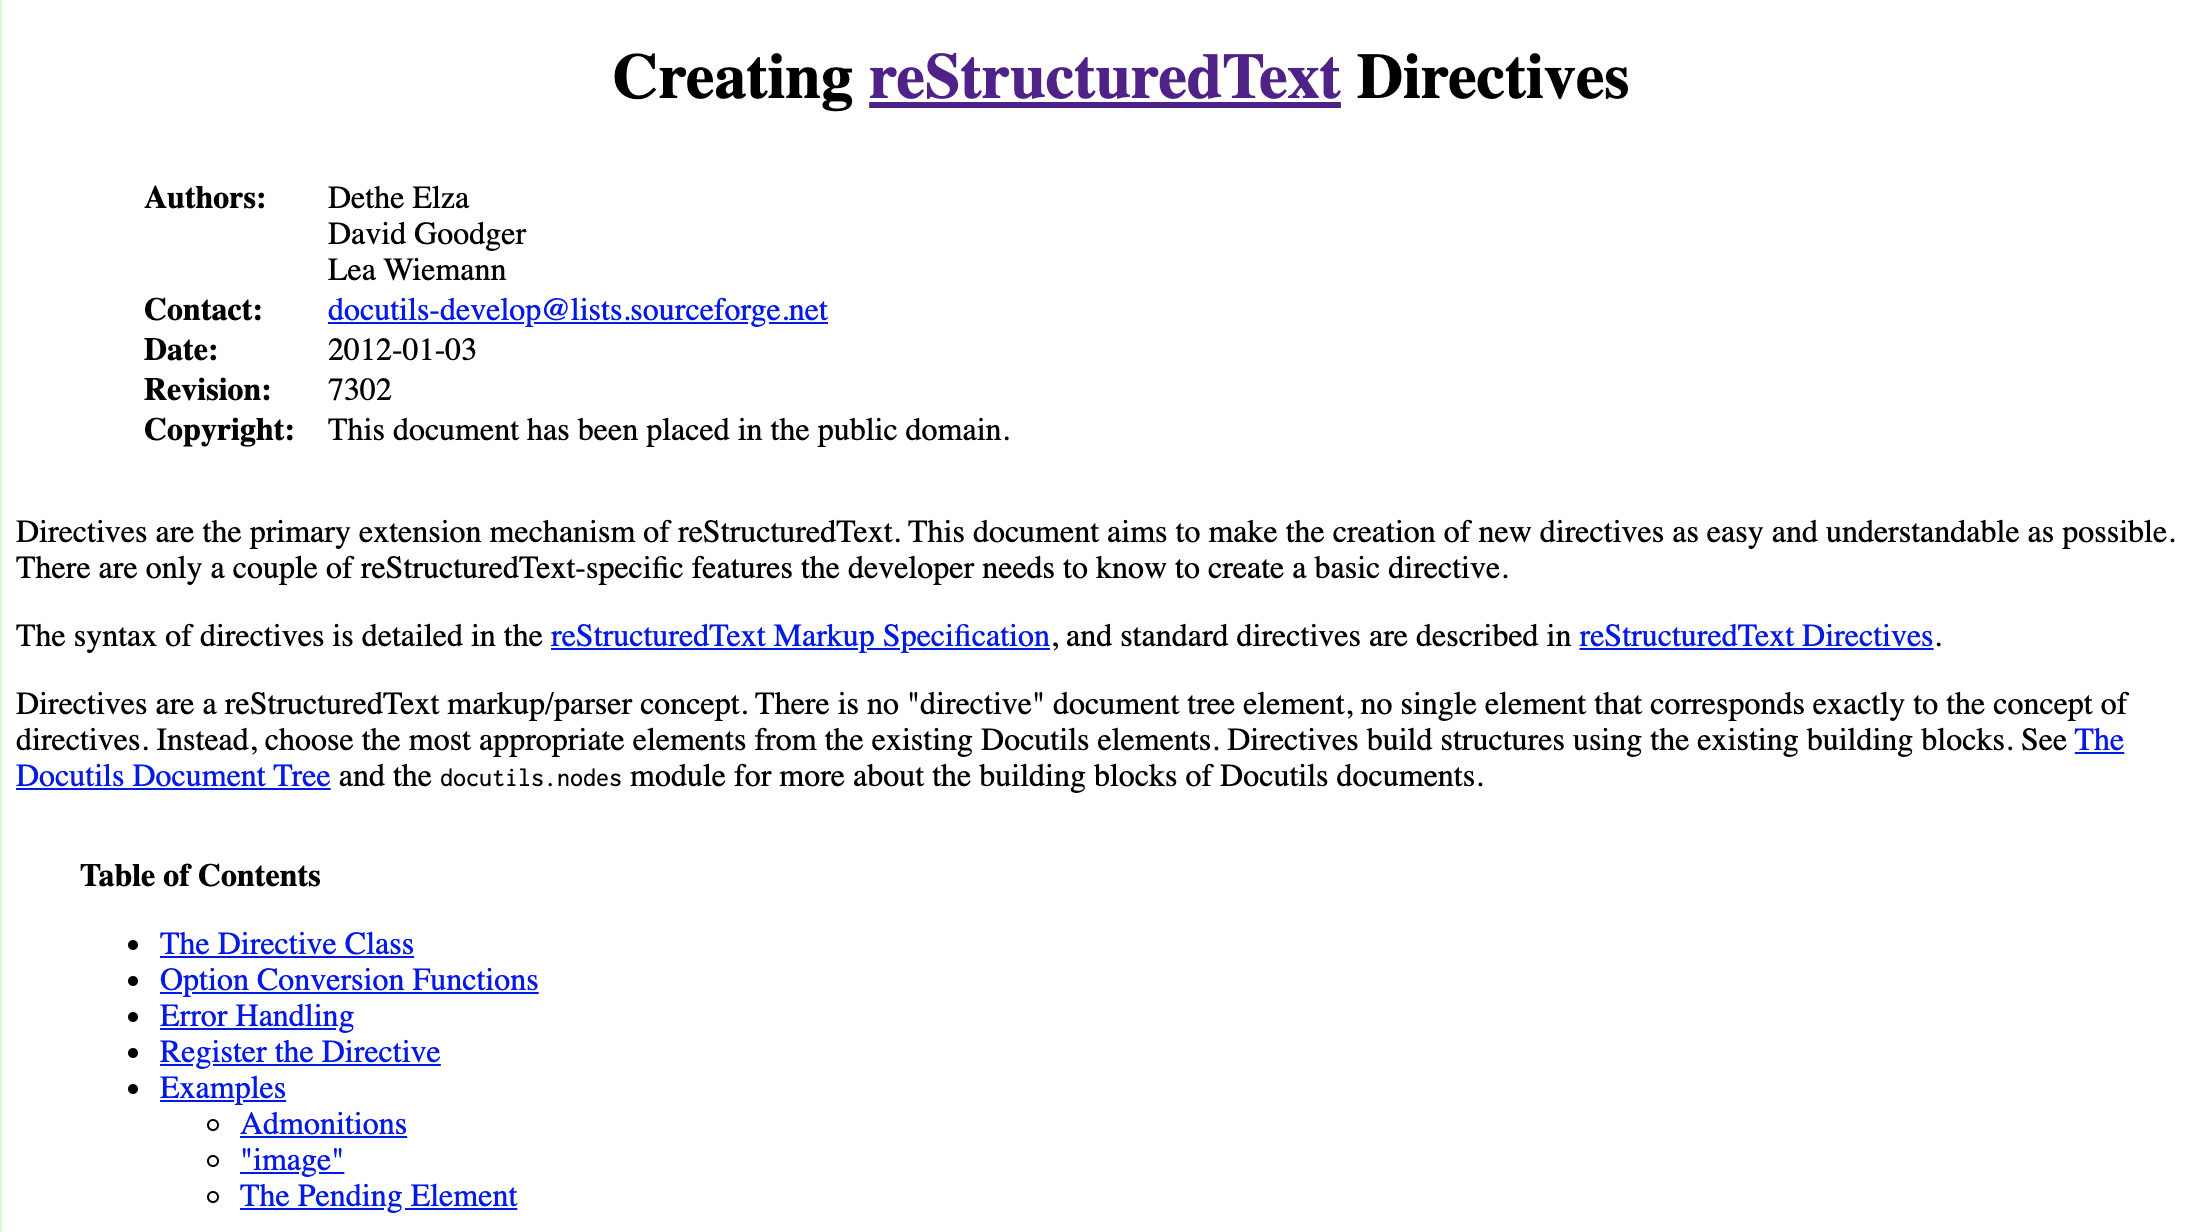 Creating reStructuredText Directives
Authors: Dethe Elza
David Goodger
Lea Wiemann
Contact: docutils-develop@lists.sourceforge.net
Date: 2012-01-03
Revision: 7302
Copyright: This document has been placed in the public domain.
Directives are the primary extension mechanism of reStructuredText. This document aims to make the creation of new directives as easy and understandable as possible.
There are only a couple of reStructuredText-specific features the developer needs to know to create a basic directive.
The syntax of directives is detailed in the reStructuredText Markup Specification, and standard directives are described in reStructuredText Directives.
Directives are a reStructuredText markup/parser concept. There is no "directive" document tree element, no single element that corresponds exactly to the concept of
directives. Instead, choose the most appropriate elements from the existing Docutils elements. Directives build structures using the existing building blocks. See The
Docutils Document Tree and the docutils.nodes module for more about the building blocks of Docutils documents.
Table of Contents
• The Directive Class
• Option Conversion Functions
• Error Handling
• Register the Directive
• Examples
◦ Admonitions
◦ "image"
◦ The Pending Element